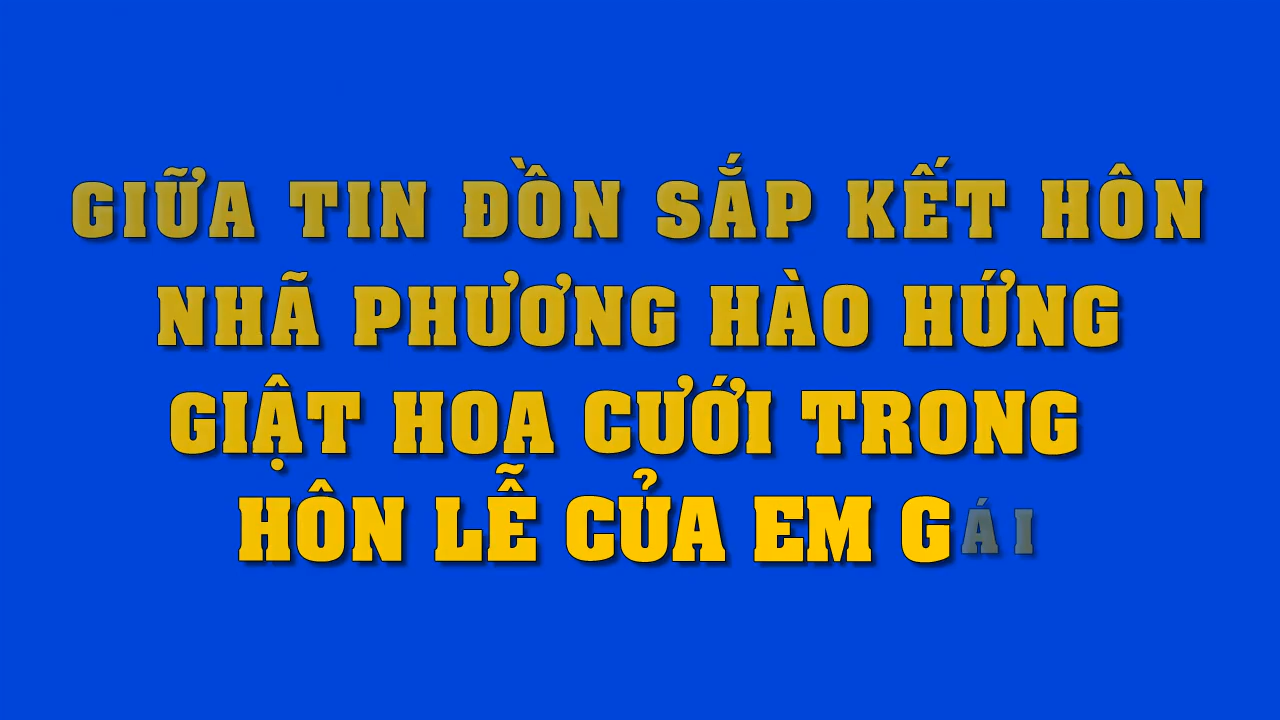 GIỮA TIN ĐỒN SẮP KẾT HÔN
NHÃ PHƯƠNG HÀO HỨNG
GIẬT HOA CƯỚI TRONG
HÔN LỄ CỦA EM GÁI